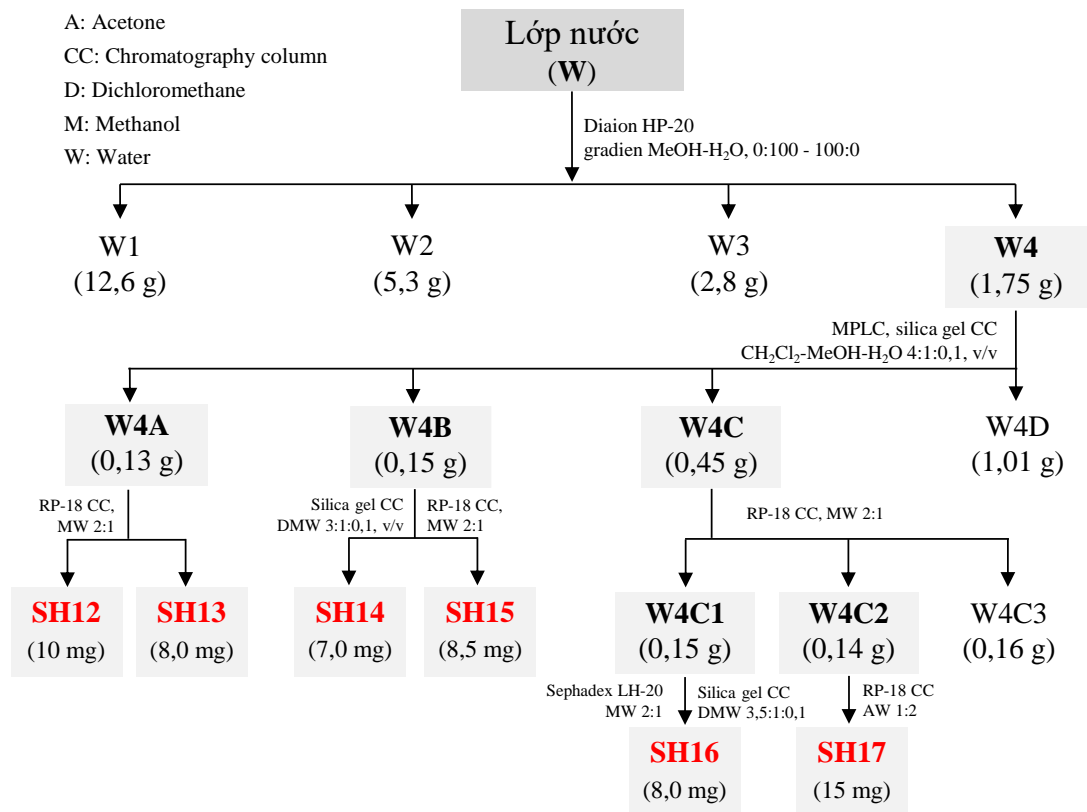 A: Acetone
CC: Chromatography column
D: Dichloromethane
M: Methanol
W: Water
Lớp nước
(W)
Diaion HP-20
gradien MeOH-H₂O, 0:100 - 100:0
W1
(12,6 g)
W2
(5,3 g)
W3
(2,8 g)
W4
(1,75 g)
MPLC, silica gel CC
CH₂Cl₂-MeOH-H₂O 4:1:0,1, v/v
W4A
(0,13 g)
W4B
(0,15 g)
W4C
(0,45 g)
W4D
(1,01 g)
RP-18 CC,
MW 2:1
Silica gel CC
DMW 3:1:0,1, v/v
RP-18 CC,
MW 2:1
RP-18 CC, MW 2:1
SH12
(10 mg)
SH13
(8,0 mg)
SH14
(7,0 mg)
SH15
(8,5 mg)
W4C1
(0,15 g)
W4C2
(0,14 g)
W4C3
(0,16 g)
Sephadex LH-20
MW 2:1
Silica gel CC
DMW 3,5:1:0,1
RP-18 CC
AW 1:2
SH16
(8,0 mg)
SH17
(15 mg)